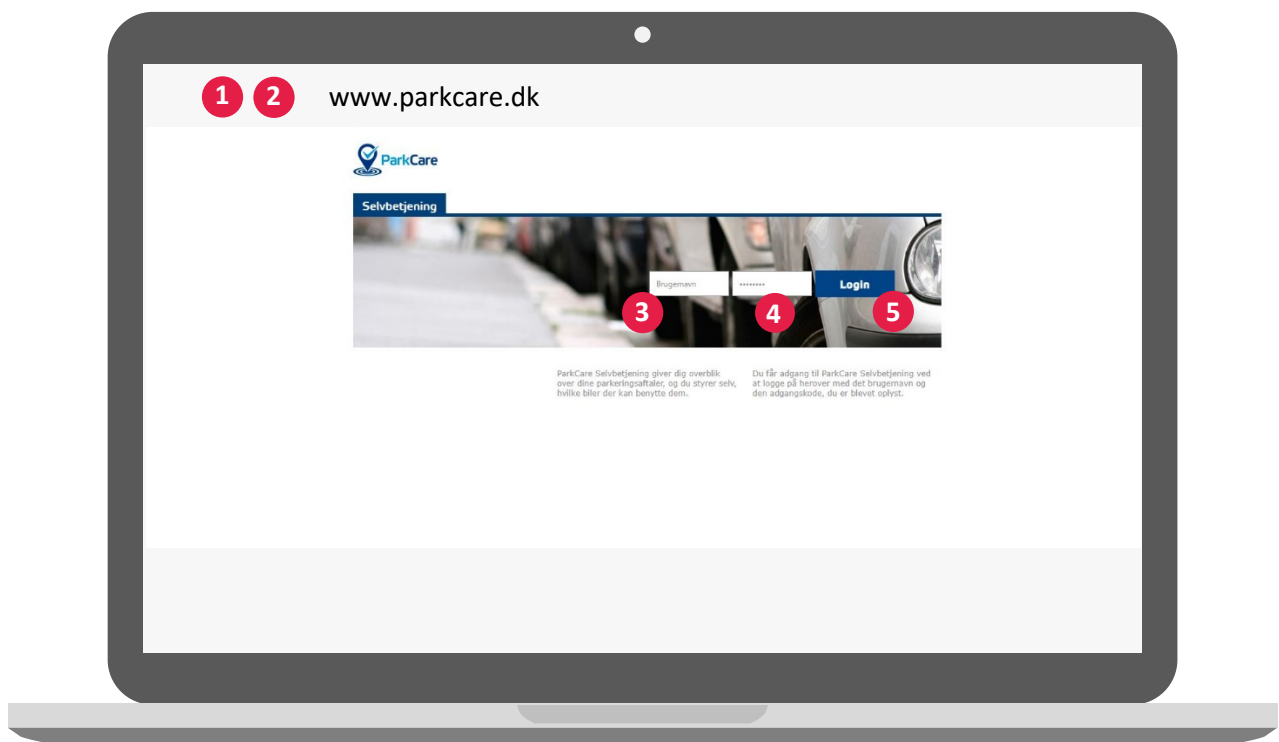 1 2 www.parkcare.dk
ParkCare
Selvbetjening
Brugernavn ******** Login
3 4 5
ParkCare Selvbetjening giver dig overblik
over dine parkeringsaftaler, og du styrer selv,
hvilke biler der kan benytte dem.
Du får adgang til ParkCare Selvbetjening ved
at logge på herover med det brugernavn og
den adgangskode, du er blevet oplyst.